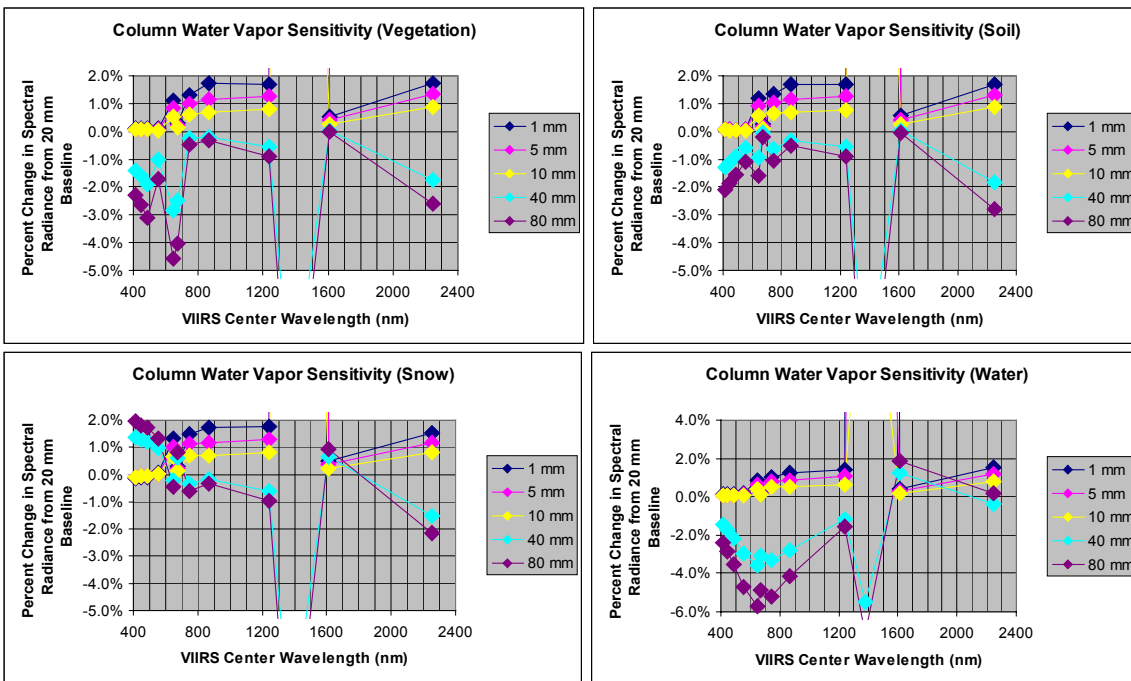 Column Water Vapor Sensitivity (Vegetation)
Percent Change in Spectral
Radiance from 20 mm
Baseline
2.0%
1.0%
0.0%
-1.0%
-2.0%
-3.0%
-4.0%
-5.0%
400 800 1200 1600 2000 2400
VIIRS Center Wavelength (nm)
1 mm
5 mm
10 mm
40 mm
80 mm
Column Water Vapor Sensitivity (Soil)
Percent Change in Spectral
Radiance from 20 mm
Baseline
2.0%
1.0%
0.0%
-1.0%
-2.0%
-3.0%
-4.0%
-5.0%
400 800 1200 1600 2000 2400
VIIRS Center Wavelength (nm)
1 mm
5 mm
10 mm
40 mm
80 mm
Column Water Vapor Sensitivity (Snow)
Percent Change in Spectral
Radiance from 20 mm
Baseline
2.0%
1.0%
0.0%
-1.0%
-2.0%
-3.0%
-4.0%
-5.0%
400 800 1200 1600 2000 2400
VIIRS Center Wavelength (nm)
1 mm
5 mm
10 mm
40 mm
80 mm
Column Water Vapor Sensitivity (Water)
Percent Change in Spectral
Radiance from 20 mm
Baseline
4.0%
2.0%
0.0%
-2.0%
-4.0%
-6.0%
400 800 1200 1600 2000 2400
VIIRS Center Wavelength (nm)
1 mm
5 mm
10 mm
40 mm
80 mm